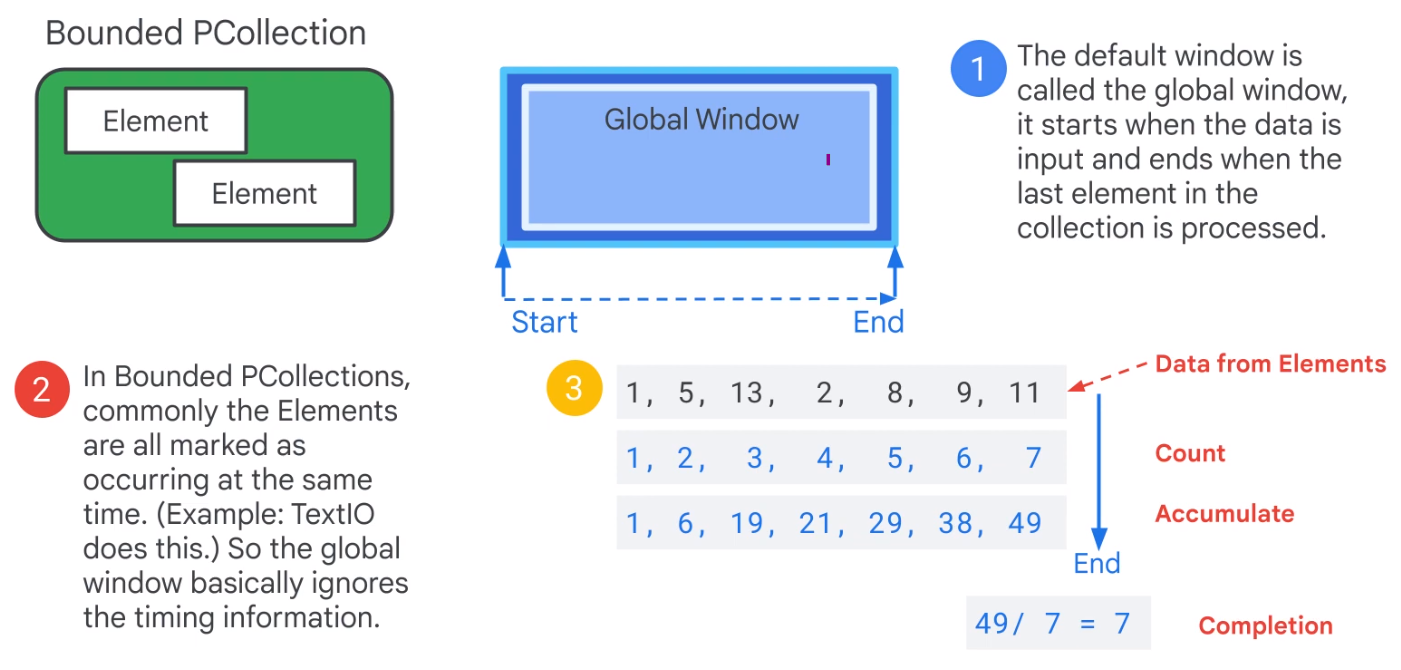 Bounded PCollection
Element
Element
Global Window
Start
End
1
The default window is
called the global window,
it starts when the data is
input and ends when the
last element in the
collection is processed.
2
In Bounded PCollections,
commonly the Elements
are all marked as
occurring at the same
time. (Example: TextIO
does this.) So the global
window basically ignores
the timing information.
3
1, 5, 13, 2, 8, 9, 11
Data from Elements
1, 2, 3, 4, 5, 6, 7
Count
1, 6, 19, 21, 29, 38, 49
Accumulate
End
49/ 7 = 7
Completion